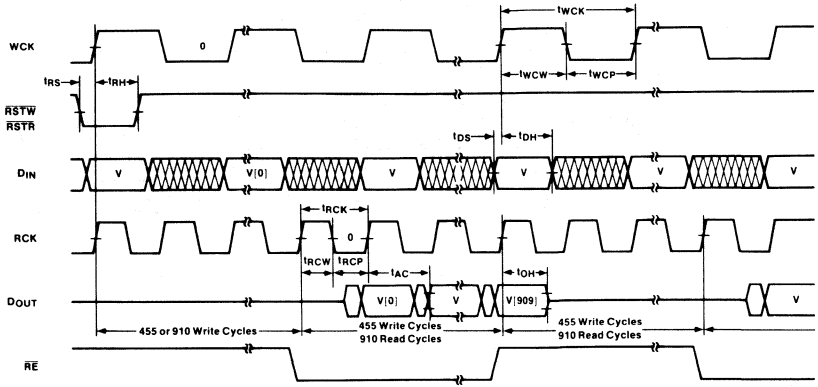 tWCK
WCK
0
tWCW
tWCP
tRS
tRH
RSTW
RSTR
tDS
tDH
DIN
V
V[0]
V
V
V
V
tRCK
RCK
0
tRCW
tRCP
tAC
tOH
DOUT
V[0]
V
V[909]
V
455 or 910 Write Cycles
455 Write Cycles
910 Read Cycles
455 Write Cycles
910 Read Cycles
RE